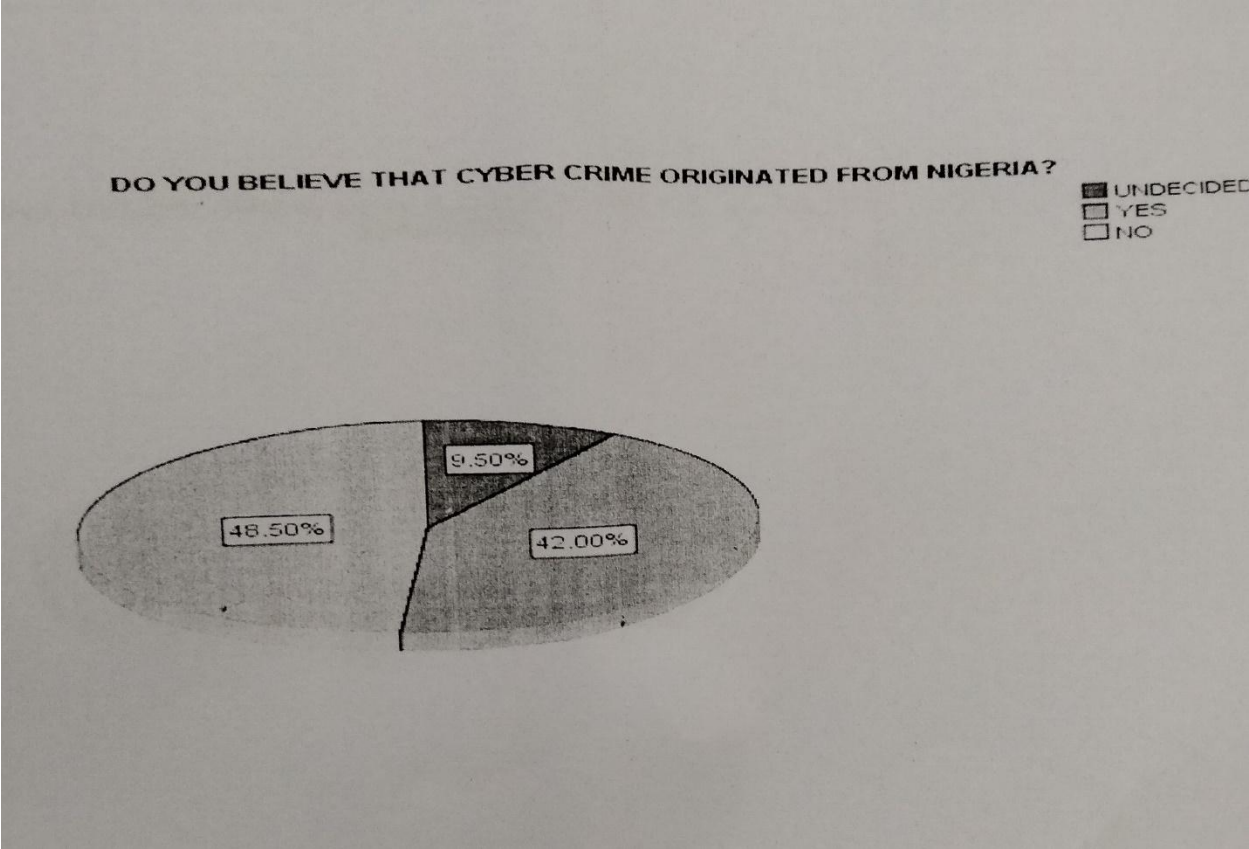 DO YOU BELIEVE THAT CYBER CRIME ORIGINATED FROM NIGERIA?
UNDECIDED
YES
NO
9.50%
48.50%
42.00%